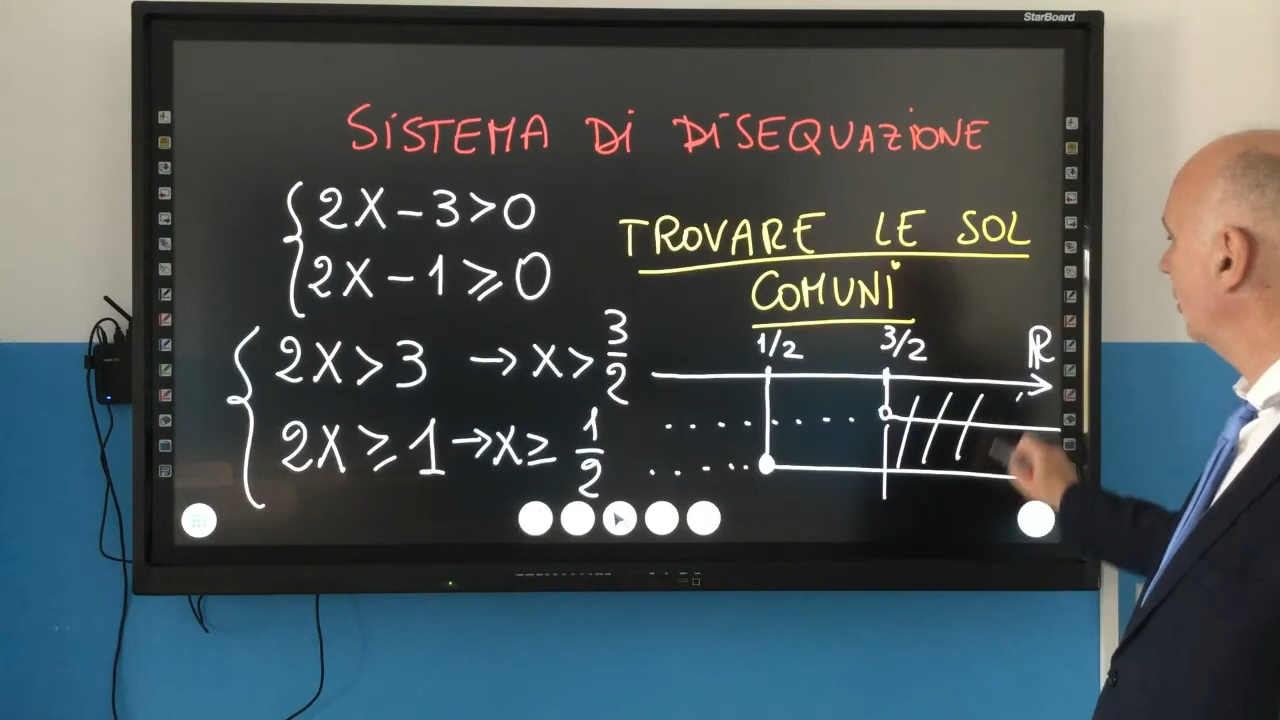 StarBoard
SISTEMA DI DISEQUAZIONE
2X-3>0
2X-1⩾0
TROVARE LE SOL
COMUNI
2X>3 →X>3/2
2X≥1→X≥1/2
1/2 3/2 R